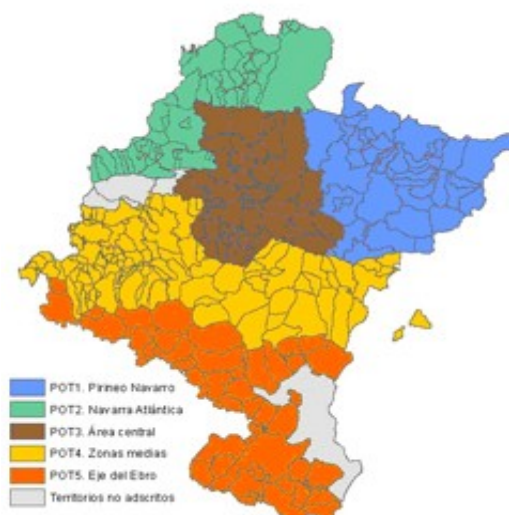 POT1. Pirineo Navarro
POT2. Navarra Atlántica
POT3. Área central
POT4. Zonas medias
POT5. Eje del Ebro
Territorios no adscritos